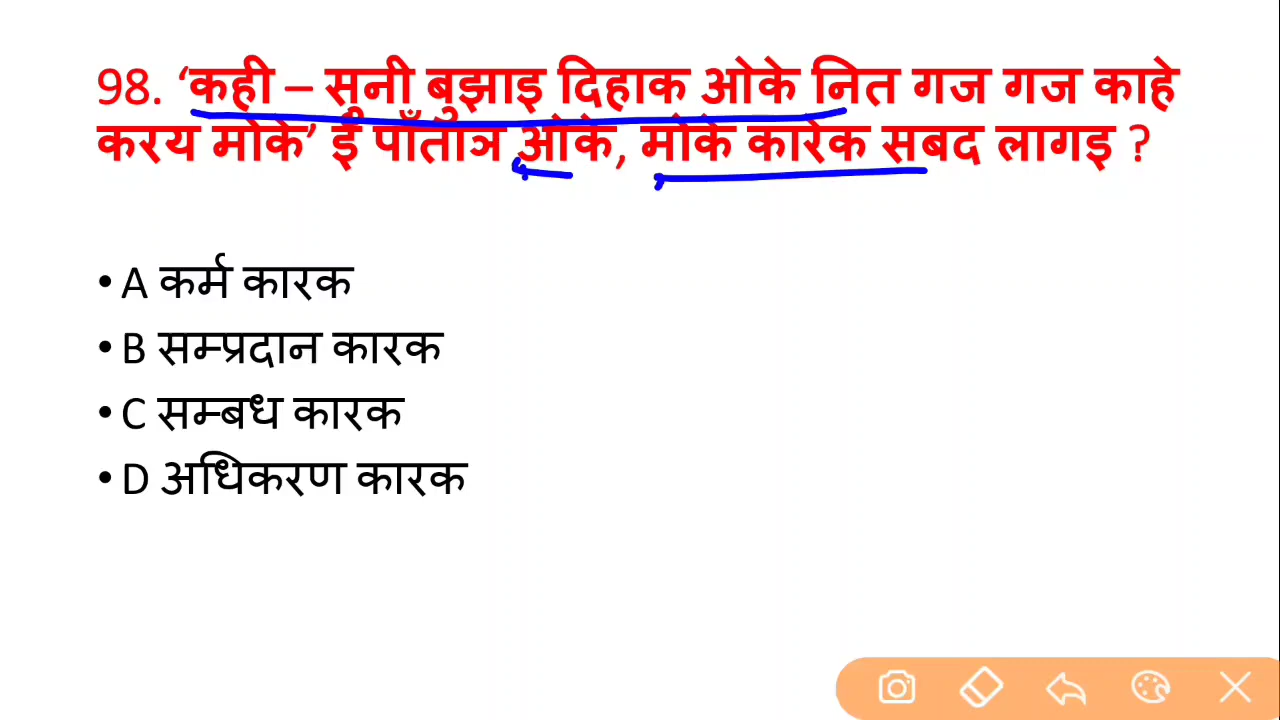 98. ‘कही – सुनी बुझाइ दिहाक ओके नित गज गज काहे
करय मोके’ ई पाँताञ ओके, मोके कारेक सबद लागइ ?
• A कर्म कारक
• B सम्प्रदान कारक
• C सम्बध कारक
• D अधिकरण कारक